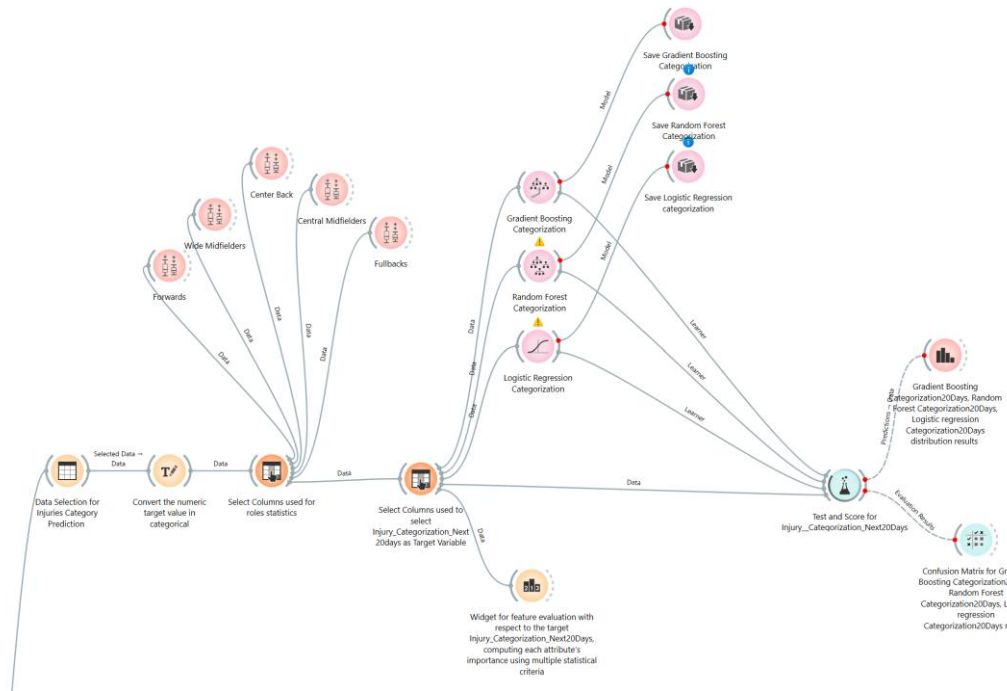 Save Gradient Boosting
Categorization
Save Random Forest
Categorization
Save Logistic Regression
categorization
Model
Model
Model
Center Back
Central Midfielders
Wide Midfielders
Fullbacks
Forwards
Data
Data
Data
Data
Data
Gradient Boosting
Categorization
Random Forest
Categorization
Logistic Regression
Categorization
Data
Data
Data
Learner
Learner
Learner
Gradient Boosting
Categorization20Days, Random
Forest Categorization20Days,
Logistic regression
Categorization20Days
distribution results
Predictions → Data
Evaluation Results
Selected Data →
Data
Data
Data
Data
Data
Data Selection for
Injuries Category
Prediction
Convert the numeric
target value in
categorical
Select Columns used for
roles statistics
Select Columns used to
select
Injury_Categorization_Next
20days as Target Variable
Test and Score for
Injury__Categorization_Next20Days
Widget for feature evaluation with
respect to the target
Injury_Categorization_Next20Days,
computing each attribute's
importance using multiple statistical
criteria
Confusion Matrix for
Boosting
Random Forest
Categorization20Days,
regression
Categorization20Days